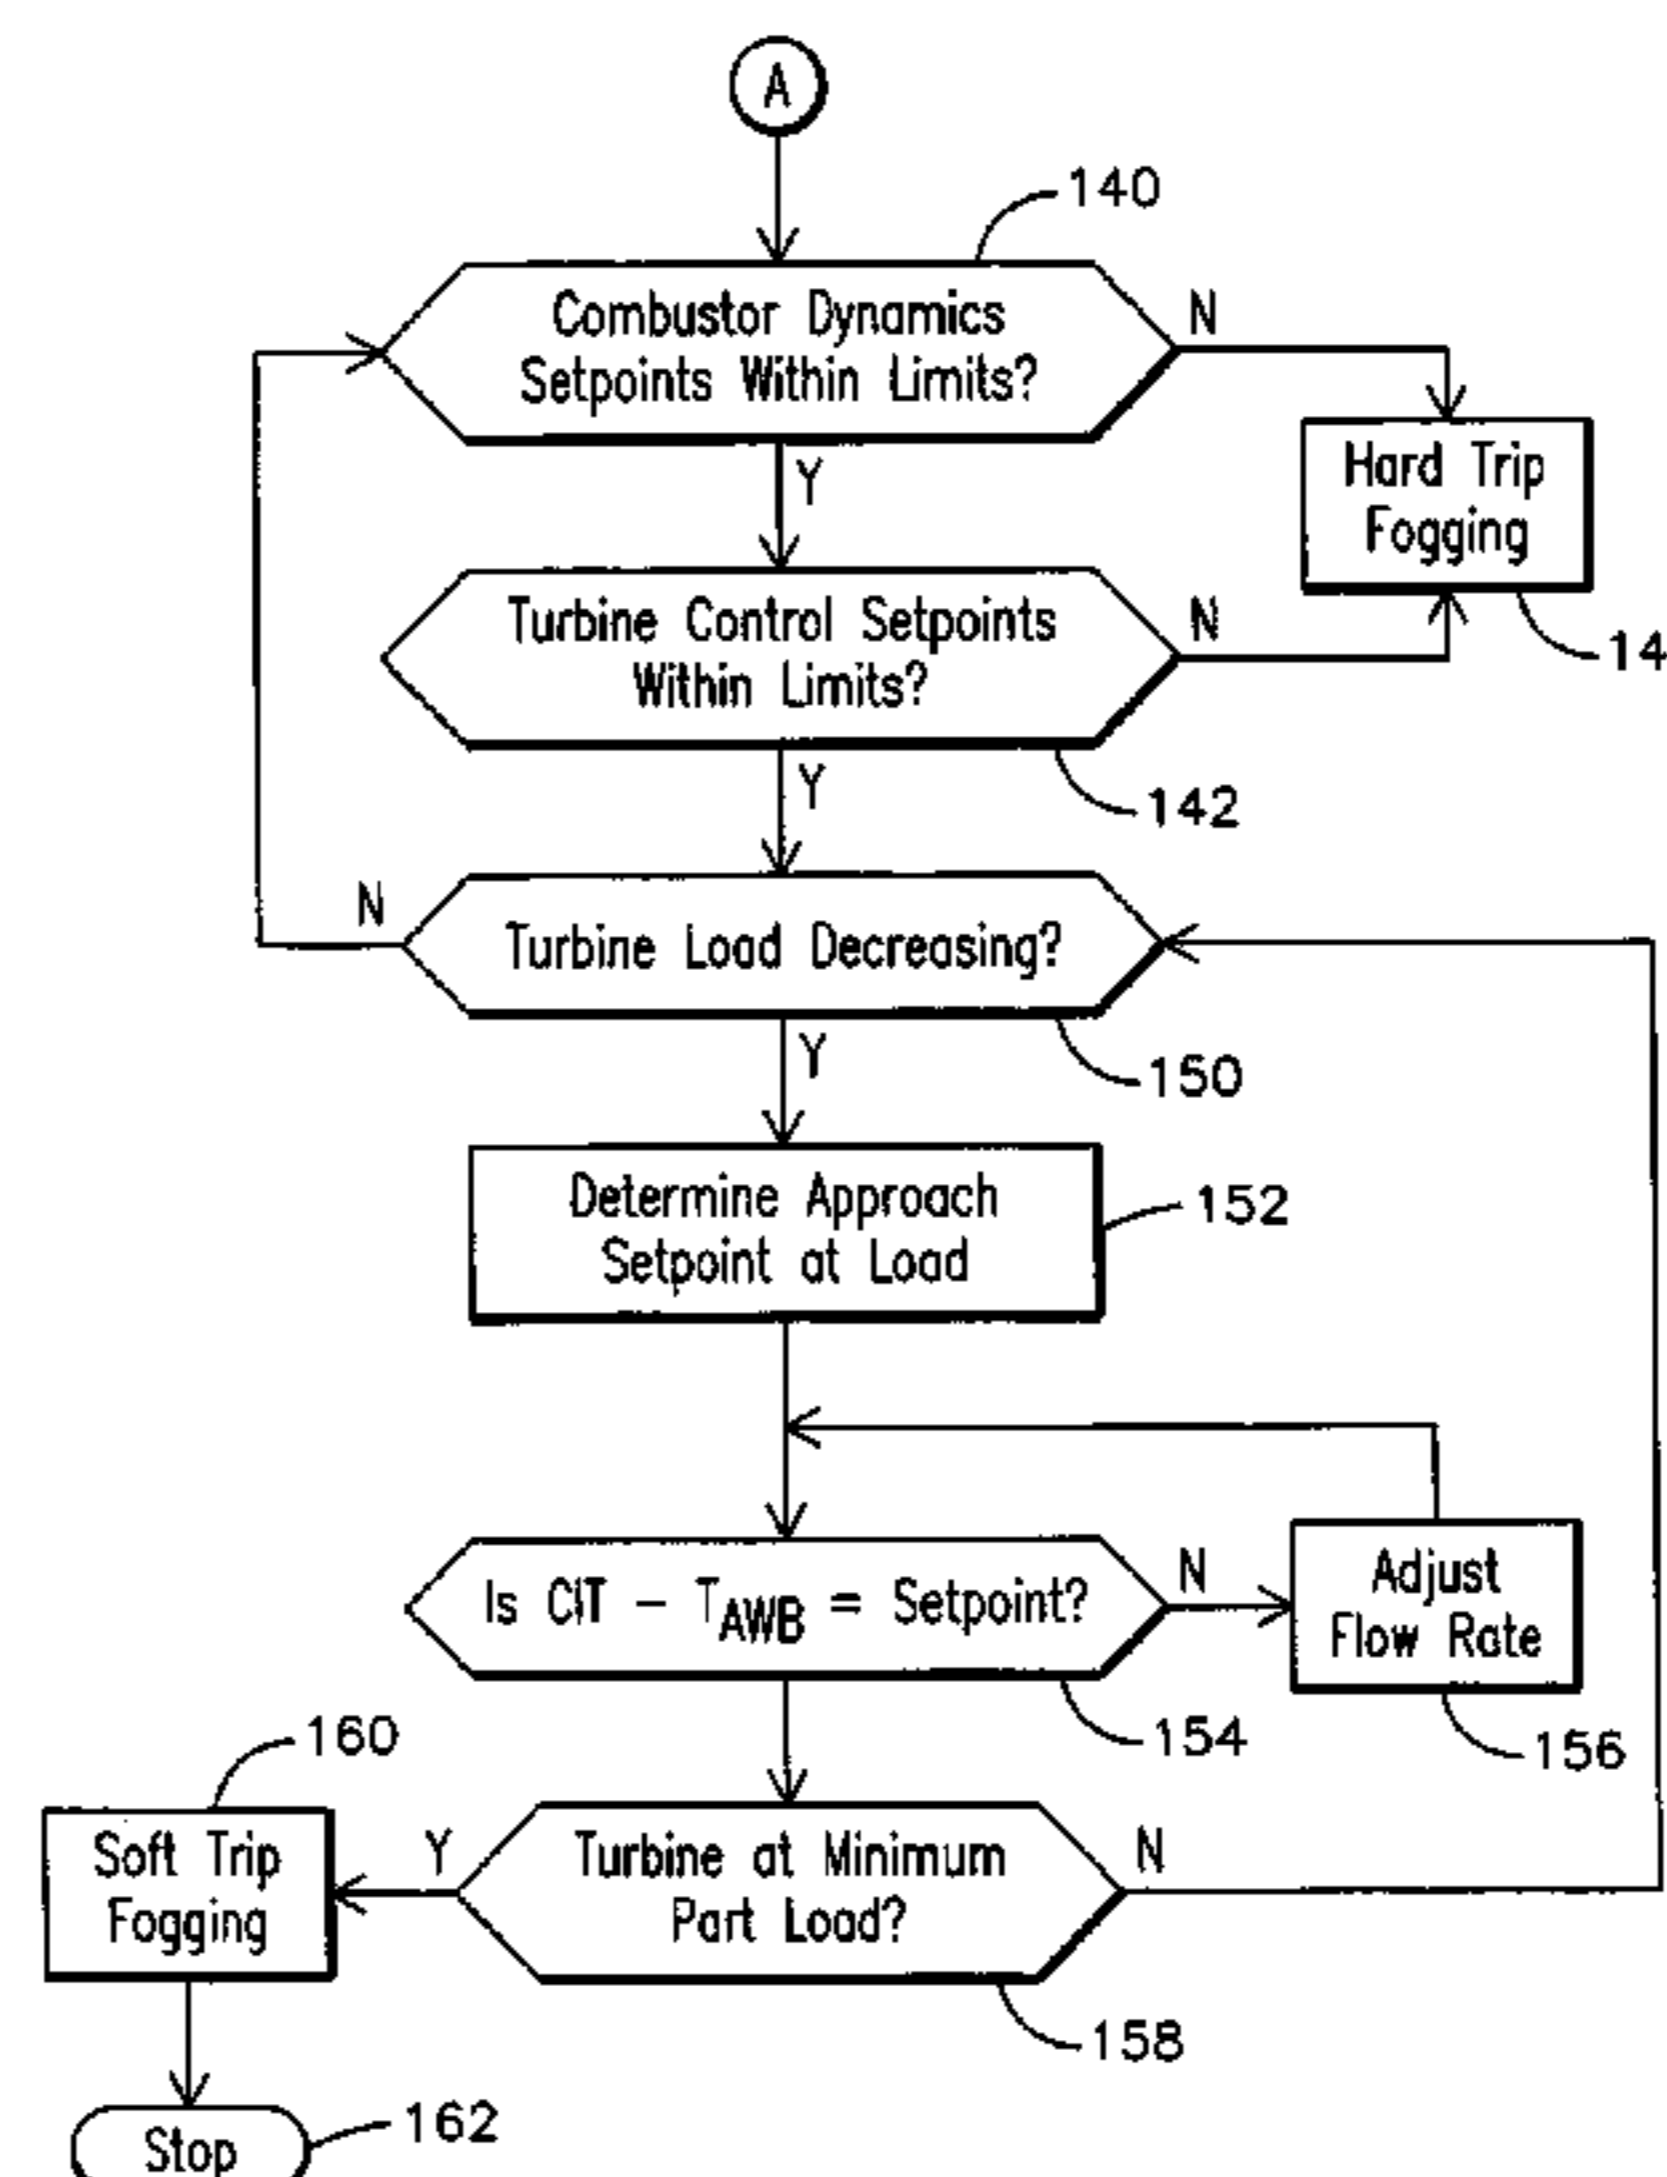 A
140
Combustor Dynamics
Setpoints Within Limits?
N
Y
Hard Trip
Fogging
14
Turbine Control Setpoints
Within Limits?
N
Y
142
N
Turbine Load Decreasing?
Y
150
Determine Approach
Setpoint at Load
152
Is CIT - TAWB = Setpoint?
N
Adjust
Flow Rate
154
156
160
Soft Trip
Fogging
Y
Turbine at Minimum
Part Load?
N
158
Stop
162